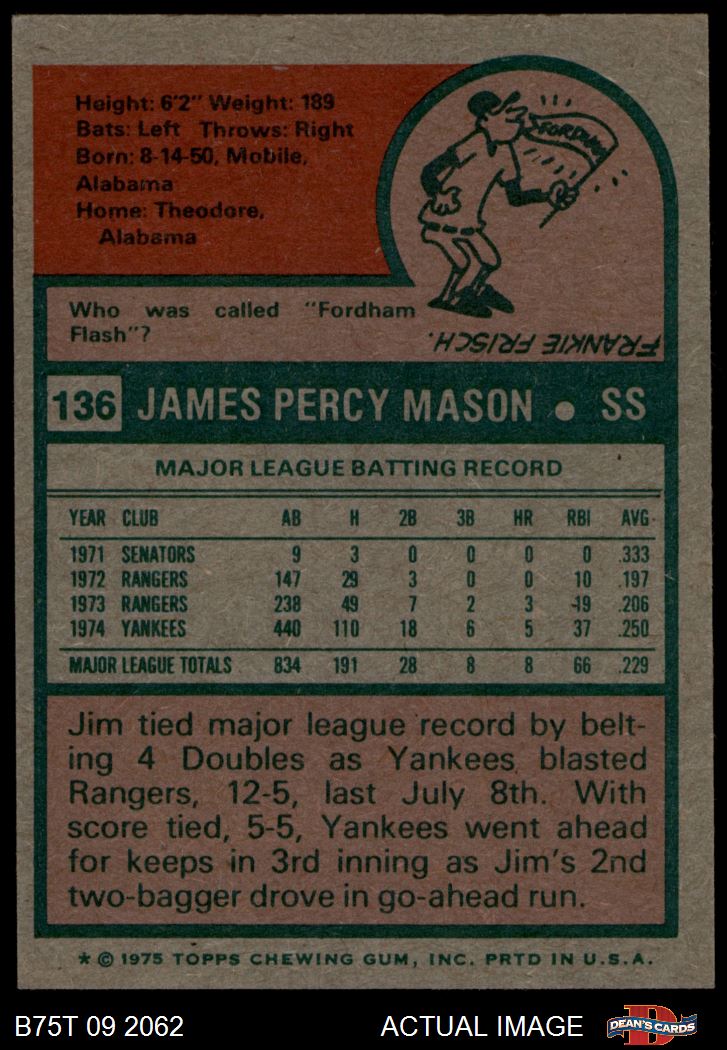 Height: 6'2" Weight: 189
Bats: Left Throws: Right
Born: 8-14-50, Mobile,
Alabama
Home: Theodore,
Alabama
FORDHAM
Who was called "Fordham
Flash"?
FRANKIE FRISCH.
136 JAMES PERCY MASON • SS
MAJOR LEAGUE BATTING RECORD
YEAR CLUB AB H 2B 3B HR RBI AVG.
1971 SENATORS 9 3 0 0 0 0 .333
1972 RANGERS 147 29 3 0 0 10 .197
1973 RANGERS 238 49 7 2 3 19 .206
1974 YANKEES 440 110 18 6 5 37 .250
MAJOR LEAGUE TOTALS 834 191 28 8 8 66 .229
Jim tied major league record by belt-
ing 4 Doubles as Yankees blasted
Rangers, 12-5, last July 8th. With
score tied, 5-5, Yankees went ahead
for keeps in 3rd inning as Jim's 2nd
two-bagger drove in go-ahead run.
* © 1975 TOPPS CHEWING GUM, INC. PRTD IN U.S.A.
B75T 09 2062 ACTUAL IMAGE DEAN'S CARDS